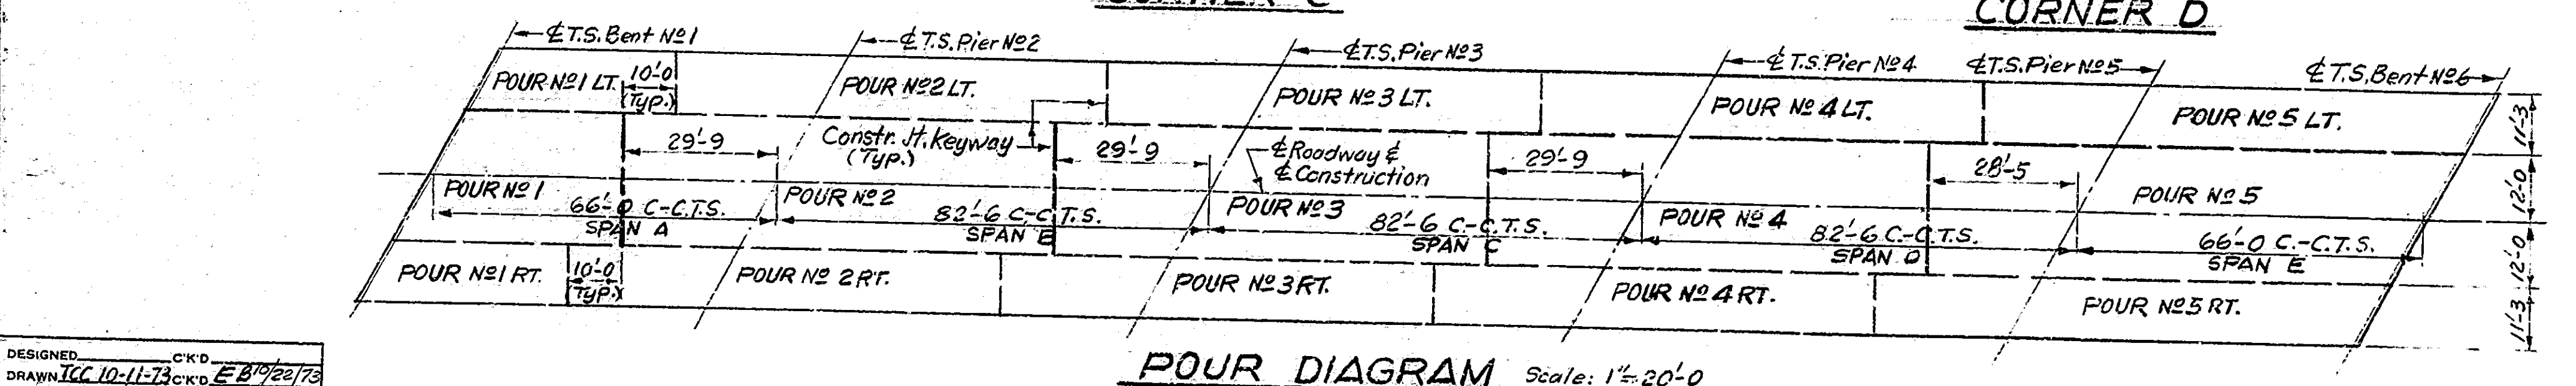 CORNER D
℄ T.S. Bent Nº 1
℄ T.S. Pier Nº 2
℄ T.S. Pier Nº 3
℄ T.S. Pier Nº 4
℄ T.S. Pier Nº 5
℄ T.S. Bent Nº 6
POUR Nº 1 LT.
10'-0
(Typ.)
POUR Nº 2 LT.
POUR Nº 3 LT.
POUR Nº 4 LT.
POUR Nº 5 LT.
11'-3
29'-9
Constr. Jt. Keyway
(Typ.)
29'-9
℄ Roadway &
℄ Construction
29'-9
28'-5
12'-0
POUR Nº 1
66'-0 C-C T.S.
SPAN A
POUR Nº 2
82'-6 C-C T.S.
SPAN B
POUR Nº 3
82'-6 C-C T.S.
SPAN C
POUR Nº 4
82'-6 C-C T.S.
SPAN D
POUR Nº 5
66'-0 C.-C.T.S.
SPAN E
12'-0
POUR Nº 1 RT.
10'-0
(Typ.)
POUR Nº 2 RT.
POUR Nº 3 RT.
POUR Nº 4 RT.
POUR Nº 5 RT.
11'-3
POUR DIAGRAM Scale: 1"=20'-0
DESIGNED C'K'D
DRAWN TCC 10-11-73 C'K'D EB 10/22/73